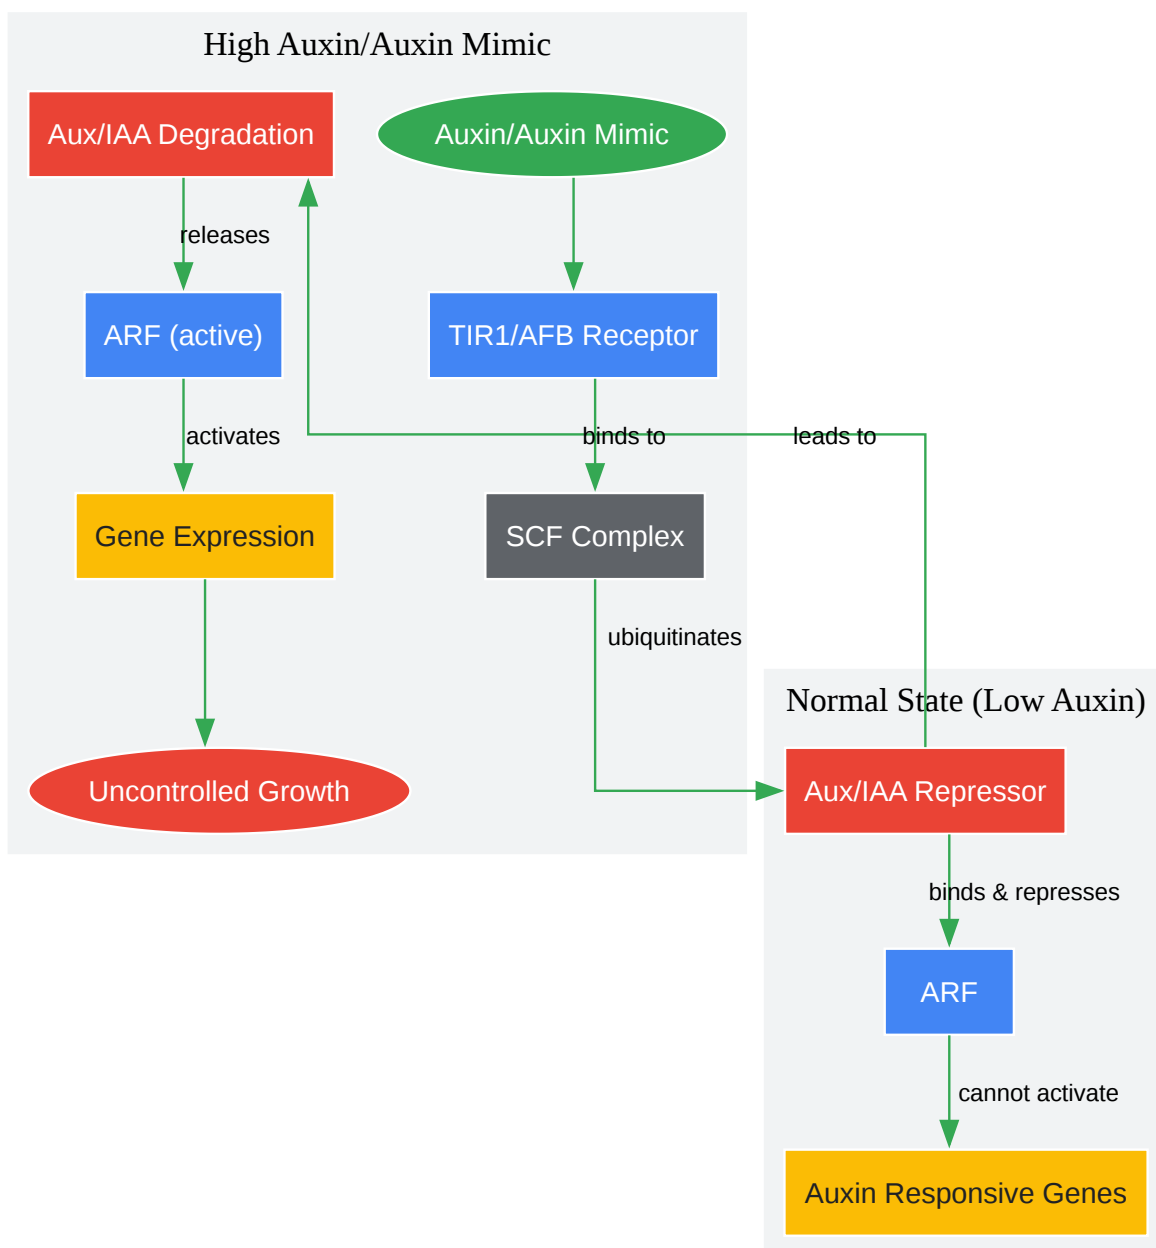 High Auxin/Auxin Mimic
Aux/IAA Degradation
Auxin/Auxin Mimic
releases
ARF (active)
TIR1/AFB Receptor
activates
binds to
leads to
Gene Expression
SCF Complex
ubiquitinates
Normal State (Low Auxin)
Uncontrolled Growth
Aux/IAA Repressor
binds & represses
ARF
cannot activate
Auxin Responsive Genes